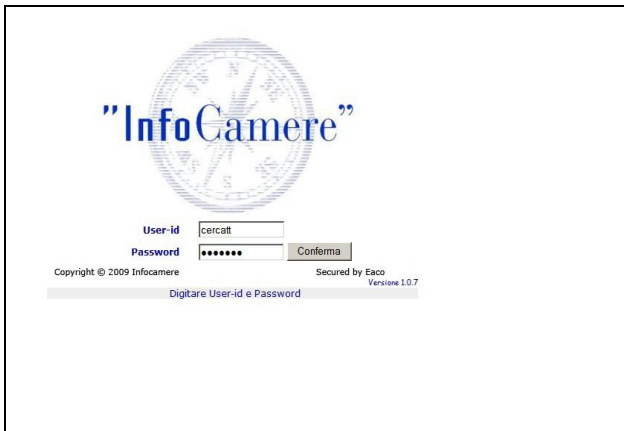 "InfoCamere"
User-id cercatt
Password ••••••• Conferma
Copyright © 2009 Infocamere Secured by Eaco
Versione 1.0.7
Digitare User-id e Password